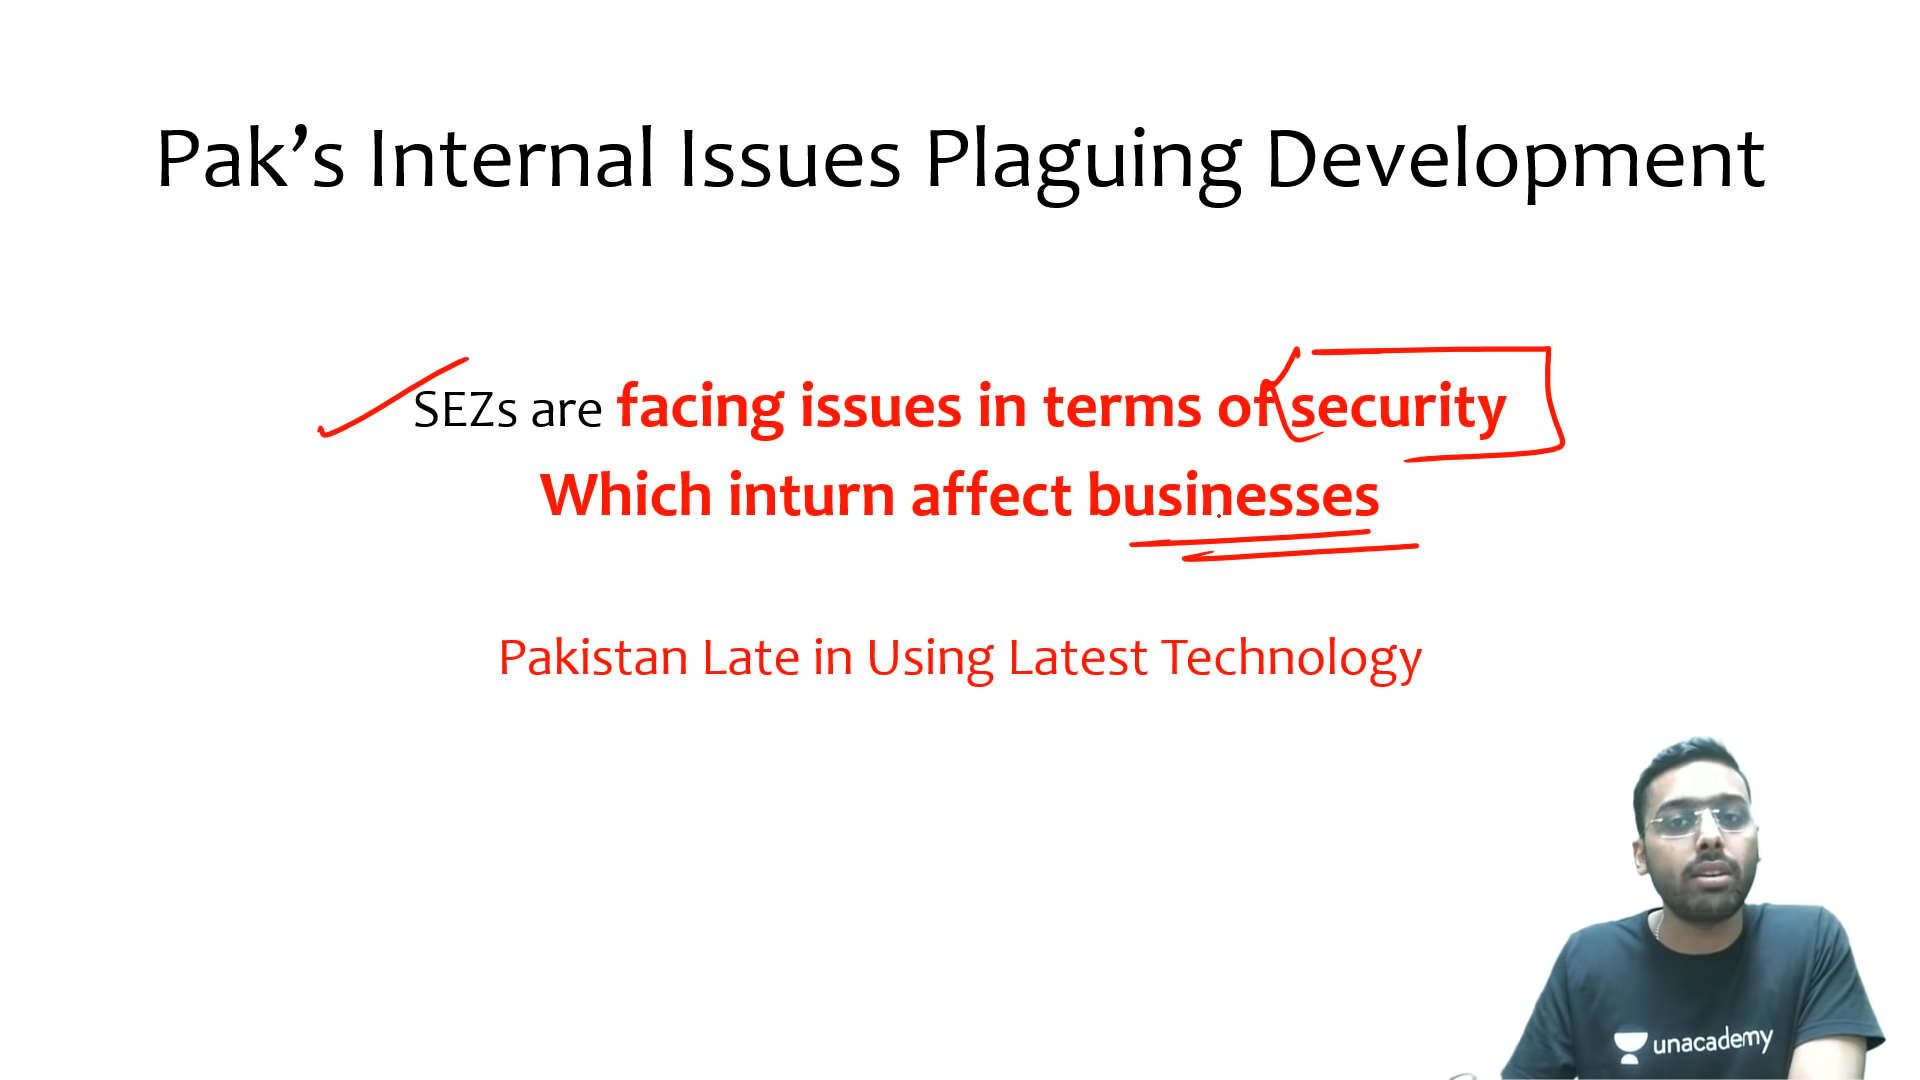 Pak’s Internal Issues Plaguing Development
SEZs are facing issues in terms of security
Which inturn affect businesses
Pakistan Late in Using Latest Technology
unacademy